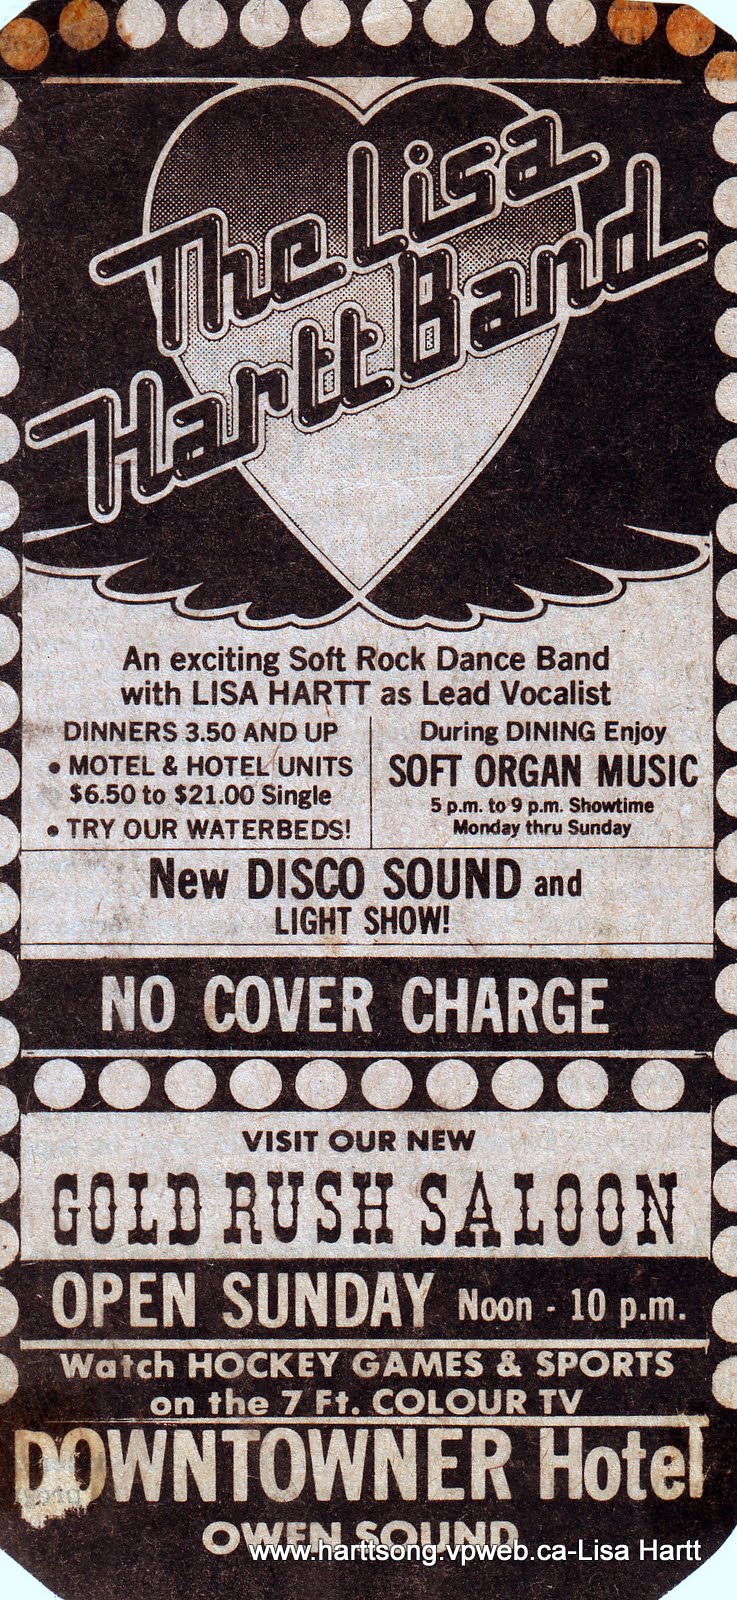 The Lisa
Hartt Band
An exciting Soft Rock Dance Band
with LISA HARTT as Lead Vocalist
DINNERS 3.50 AND UP
• MOTEL & HOTEL UNITS
$6.50 to $21.00 Single
• TRY OUR WATERBEDS!
During DINING Enjoy
SOFT ORGAN MUSIC
5 p.m. to 9 p.m. Showtime
Monday thru Sunday
New DISCO SOUND and
LIGHT SHOW!
NO COVER CHARGE
VISIT OUR NEW
GOLD RUSH SALOON
OPEN SUNDAY Noon - 10 p.m.
Watch HOCKEY GAMES & SPORTS
on the 7 Ft. COLOUR TV
DOWNTOWNER Hotel
OWEN SOUND
www.harttsong.vpweb.ca-Lisa Hartt